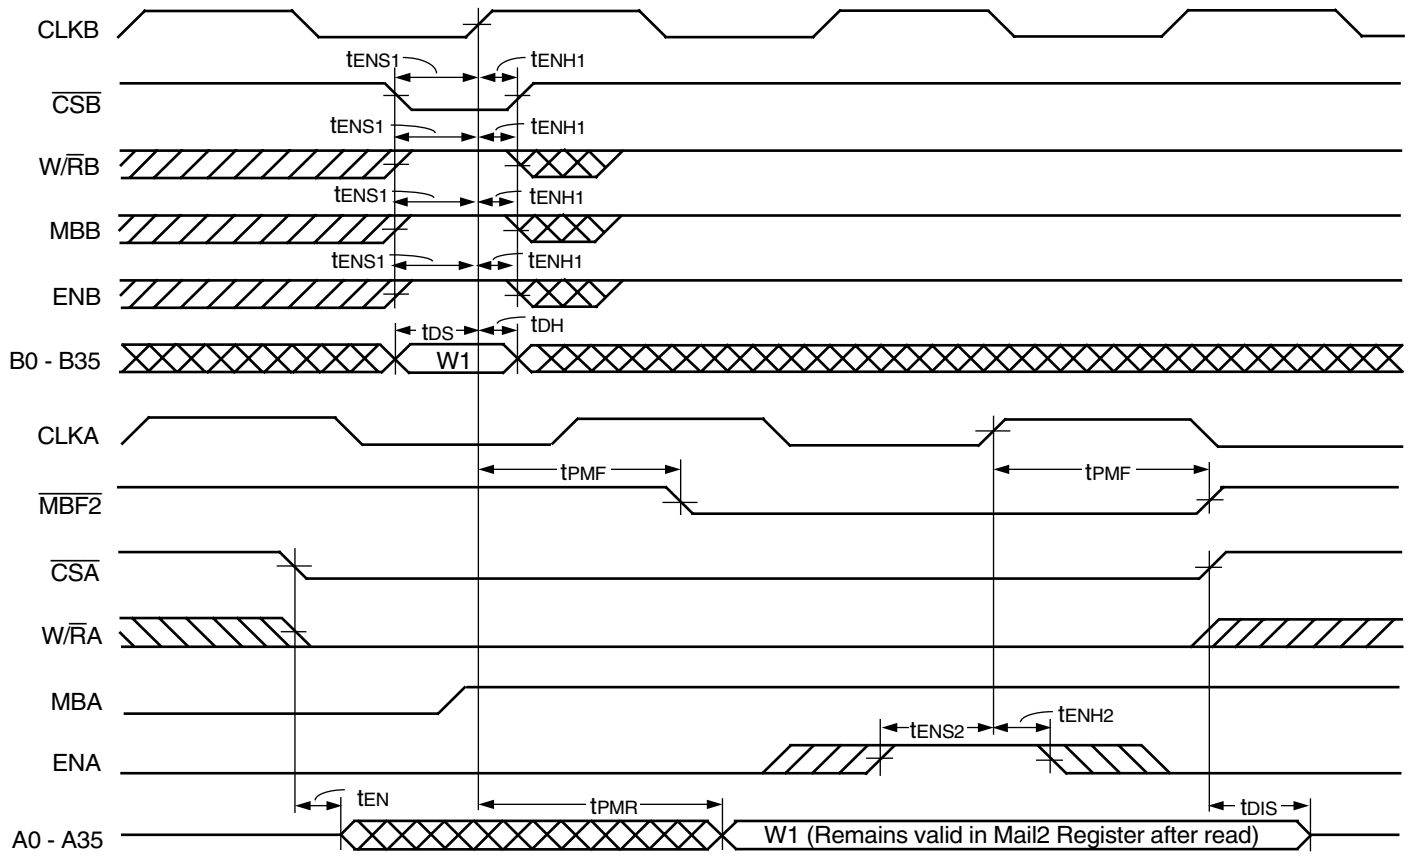 CLKB
tENS1 tENH1
CSB
tENS1 tENH1
W/RB
tENS1 tENH1
MBB
tENS1 tENH1
ENB
tDS tDH
B0 - B35 W1
CLKA
tPMF tPMF
MBF2
CSA
W/RA
MBA
tENS2 tENH2
ENA
tEN tPMR tDIS
A0 - A35 W1 (Remains valid in Mail2 Register after read)